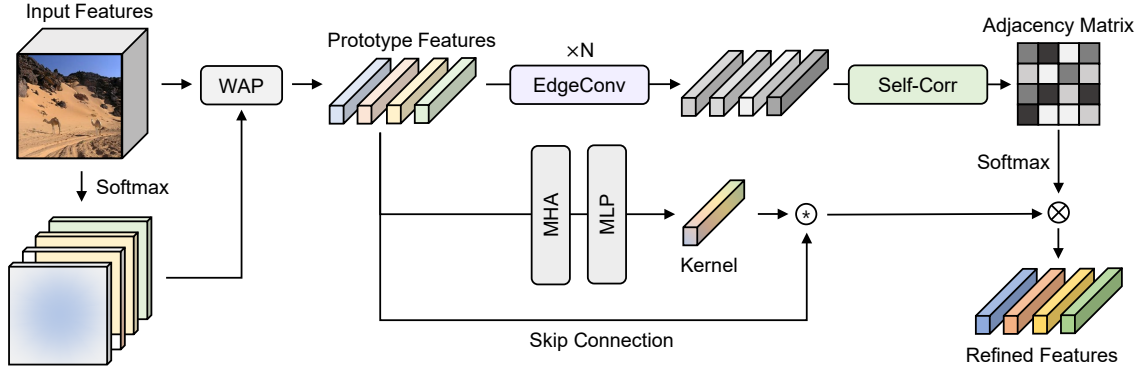 Input Features
WAP
Softmax
Prototype Features
×N
EdgeConv
Self-Corr
Adjacency Matrix
Softmax
MHA
MLP
Kernel
*
⊗
Skip Connection
Refined Features